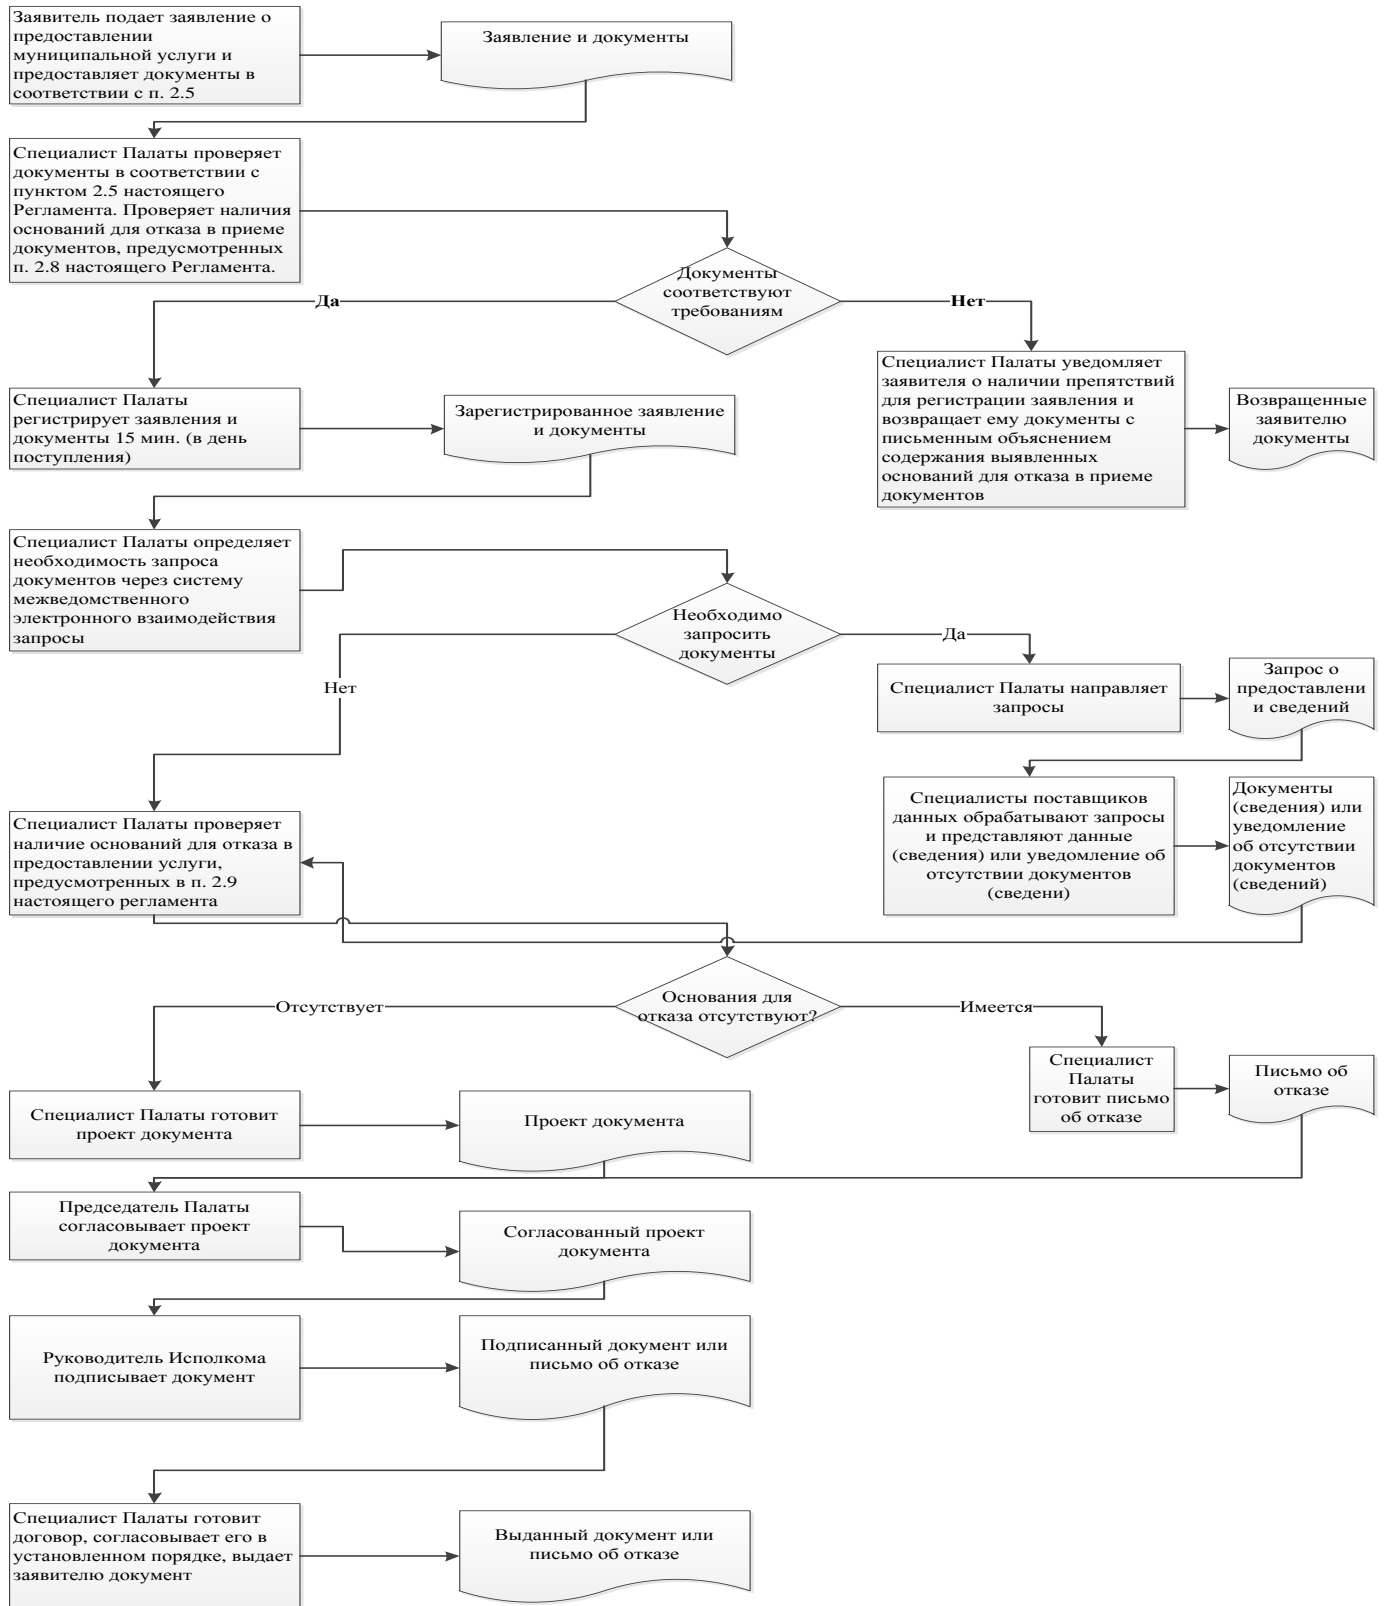 Заявитель подает заявление о
предоставлении
муниципальной услуги и
предоставляет документы в
соответствии с п. 2.5
Заявление и документы
Специалист Палаты проверяет
документы в соответствии с
пунктом 2.5 настоящего
Регламента. Проверяет наличия
оснований для отказа в приеме
документов, предусмотренных
п. 2.8 настоящего Регламента.
Документы
соответствуют
требованиям
Да
Нет
Специалист Палаты
регистрирует заявления и
документы 15 мин. (в день
поступления)
Зарегистрированное заявление
и документы
Специалист Палаты уведомляет
заявителя о наличии препятствий
для регистрации заявления и
возвращает ему документы с
письменным объяснением
содержания выявленных
оснований для отказа в приеме
документов
Возвращенные
заявителю
документы
Специалист Палаты определяет
необходимость запроса
документов через систему
межведомственного
электронного взаимодействия
запросы
Необходимо
запросить
документы
Да
Нет
Специалист Палаты направляет
запросы
Запрос о
предоставлени
и сведений
Специалисты поставщиков
данных обрабатывают запросы
и представляют данные
(сведения) или уведомление об
отсутствии документов
(сведени)
Документы
(сведения) или
уведомление
об отсутствии
документов
(сведений)
Специалист Палаты проверяет
наличие оснований для отказа в
предоставлении услуги,
предусмотренных в п. 2.9
настоящего регламента
Основания для
отказа отсутствуют?
Отсутствует
Имеется
Специалист
Палаты
готовит письмо
об отказе
Письмо об
отказе
Специалист Палаты готовит
проект документа
Проект документа
Председатель Палаты
согласовывает проект
документа
Согласованный проект
документа
Руководитель Исполкома
подписывает документ
Подписанный документ или
письмо об отказе
Специалист Палаты готовит
договор, согласовывает его в
установленном порядке, выдает
заявителю документ
Выданный документ или
письмо об отказе